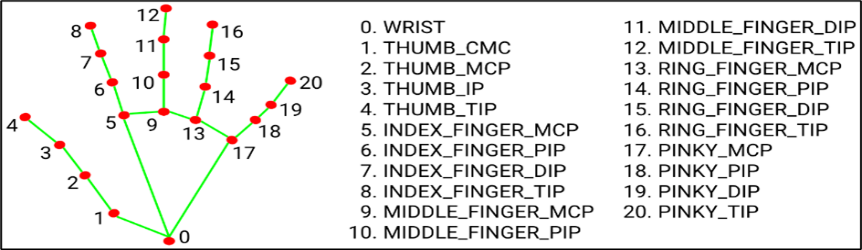 12
8
16
11
7
15
20
6
10
14
19
4
5
9
13
18
3
17
2
1
0
0. WRIST
1. THUMB_CMC
2. THUMB_MCP
3. THUMB_IP
4. THUMB_TIP
5. INDEX_FINGER_MCP
6. INDEX_FINGER_PIP
7. INDEX_FINGER_DIP
8. INDEX_FINGER_TIP
9. MIDDLE_FINGER_MCP
10. MIDDLE_FINGER_PIP
11. MIDDLE_FINGER_DIP
12. MIDDLE_FINGER_TIP
13. RING_FINGER_MCP
14. RING_FINGER_PIP
15. RING_FINGER_DIP
16. RING_FINGER_TIP
17. PINKY_MCP
18. PINKY_PIP
19. PINKY_DIP
20. PINKY_TIP